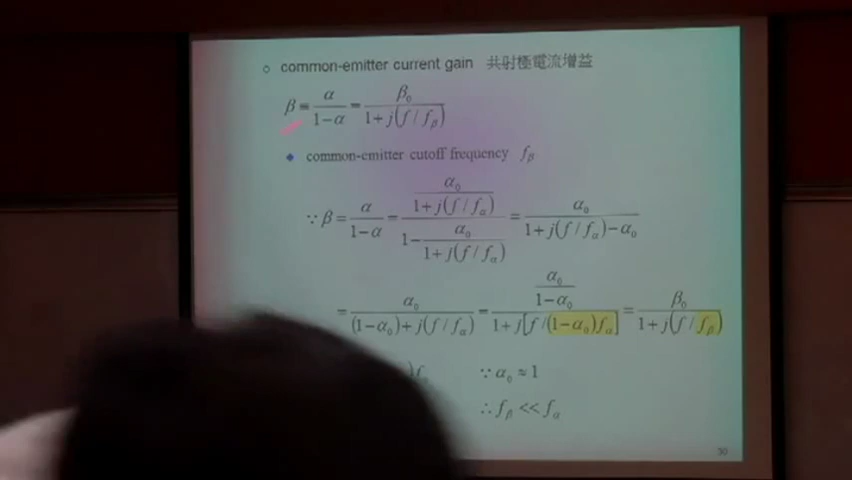 common-emitter current gain 共射極電流增益
β ≡ α/(1−α) = β₀/(1+j(f/f_β))
common-emitter cutoff frequency f_β
∵ β = α/(1−α) = (α₀/(1+j(f/f_α)))/(1−α₀/(1+j(f/f_α))) = α₀/(1+j(f/f_α)−α₀)
= α₀/((1−α₀)+j(f/f_α)) = (α₀/(1−α₀))/(1+j[f/(1−α₀)f_α]) = β₀/(1+j(f/f_β))
)f_α ∵ α₀ ≈ 1
∴ f_β << f_α
30